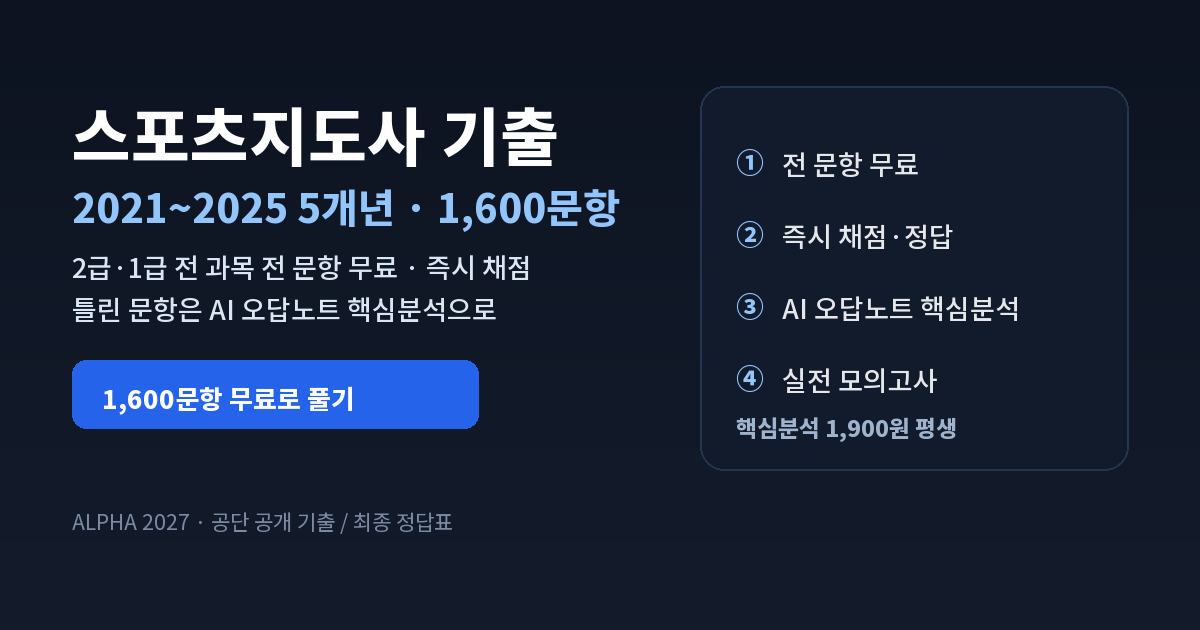 스포츠지도사 기출
2021~2025 5개년 · 1,600문항
2급·1급 전 과목 전 문항 무료 · 즉시 채점
틀린 문항은 AI 오답노트 핵심분석으로
1,600문항 무료로 풀기
ALPHA 2027 · 공단 공개 기출 / 최종 정답표
① 전 문항 무료
② 즉시 채점·정답
③ AI 오답노트 핵심분석
④ 실전 모의고사
핵심분석 1,900원 평생